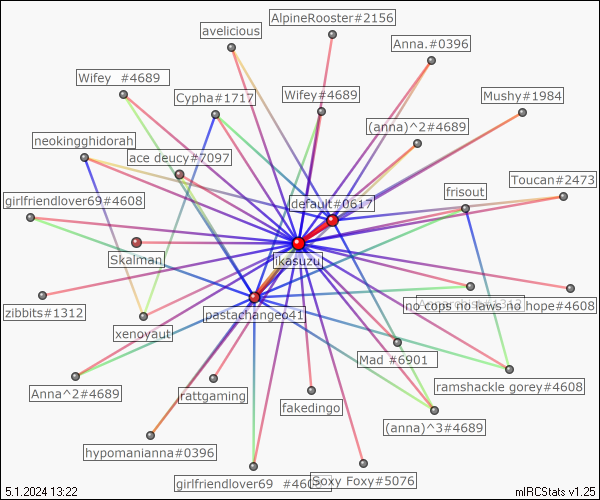 AlpineRooster#2156
avelicious
Anna.#0396
Wifey  #4689
Cypha#1717
Wifey#4689
Mushy#1984
(anna)^2#4689
neokingghidorah
ace deucy#7097
Toucan#2473
frisout
girlfriendlover69#4608
default#0617
Skaiman
ikasuzu
no cops no laws no hope#4608
zibbits#1312
pastachangeo41
xenoyaut
Mad #6901
ramshackle gorey#4608
Anna^2#4689
rattgaming
fakedingo
(anna)^3#4689
hypomanianna#0396
girlfriendlover69  #46
Soxy Foxy#5076
5.1.2024 13:22
mIRCStats v1.25